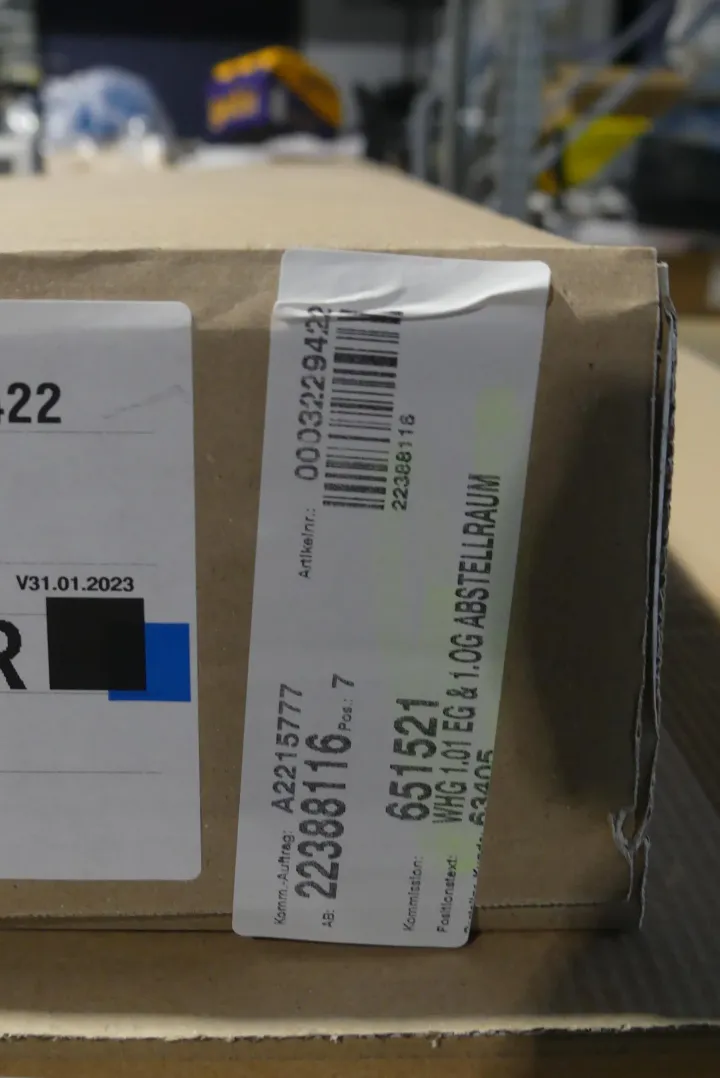 422
V31.01.2023
R
Komm.-Auftrag: A2215777
AB: 22388116 Pos.: 7
Artikelnr.: 0003229422
22388116
Kommission: 651521
Positionstext: WHG 1.01 EG & 1.OG ABSTELLRAUM
63405